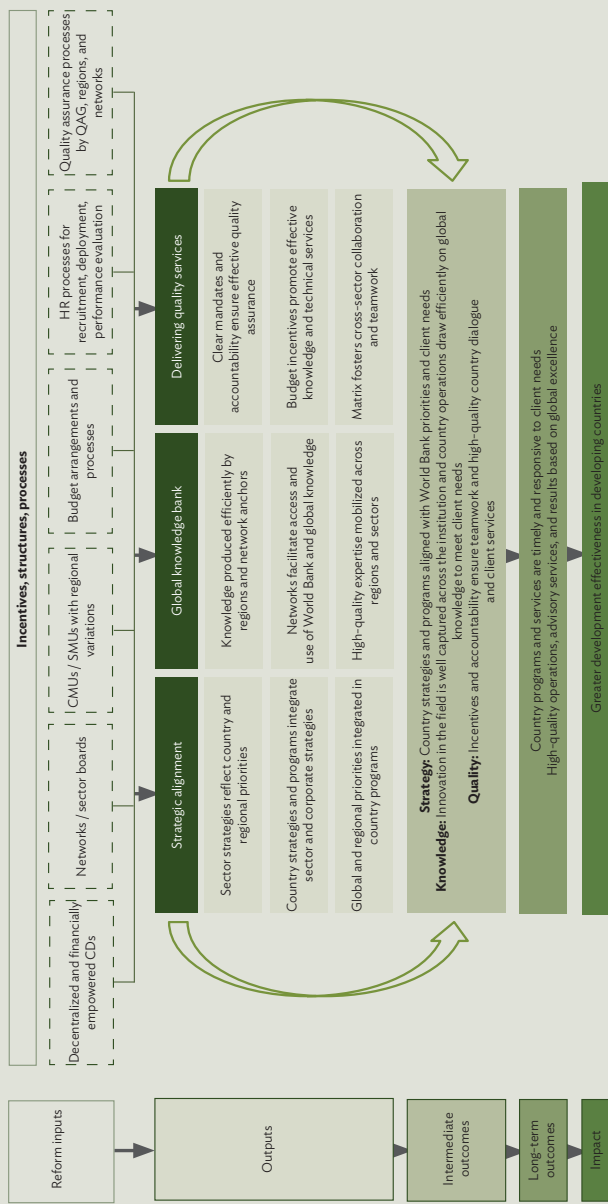 Incentives, structures, processes
Reform inputs
Decentralized and financially
empowered CDs
Networks / sector boards
CMUs / SMUs with regional
variations
Budget arrangements and
processes
HR processes for
recruitment, deployment,
performance evaluation
Quality assurance processes
by QAG, regions, and
networks
Outputs
Strategic alignment
Sector strategies reflect country and
regional priorities
Country strategies and programs integrate
sector and corporate strategies
Global and regional priorities integrated in
country programs
Global knowledge bank
Knowledge produced efficiently by
regions and network anchors
Networks facilitate access and
use of World Bank and global knowledge
High-quality expertise mobilized across
regions and sectors
Delivering quality services
Clear mandates and
accountability ensure effective quality
assurance
Budget incentives promote effective
knowledge and technical services
Matrix fosters cross-sector collaboration
and teamwork
Intermediate
outcomes
Strategy: Country strategies and programs aligned with World Bank priorities and client needs
Knowledge: Innovation in the field is well captured across the institution and country operations draw efficiently on global
knowledge to meet client needs
Quality: Incentives and accountability ensure teamwork and high-quality country dialogue
and client services
Long-term
outcomes
Country programs and services are timely and responsive to client needs
High-quality operations, advisory services, and results based on global excellence
Impact
Greater development effectiveness in developing countries